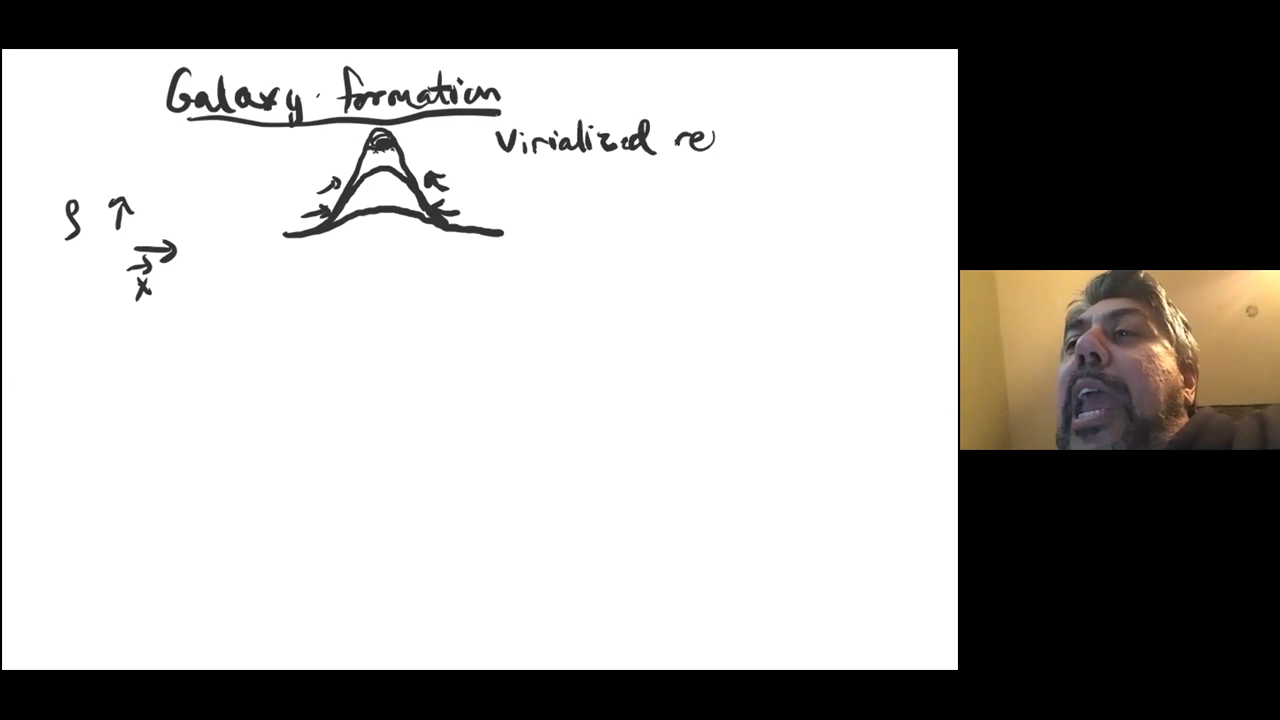 Galaxy formation
Virialized re
ρ ↑
→
x⃗